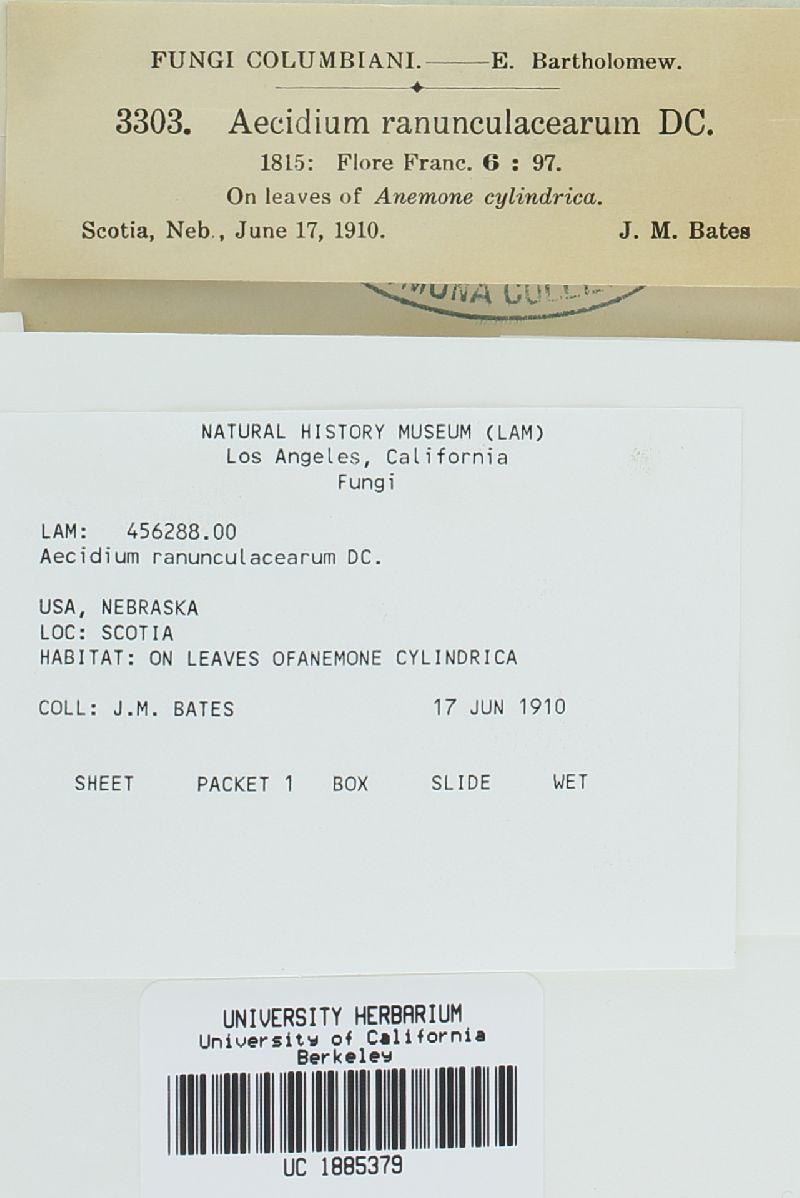 FUNGI COLUMBIANI.——E. Bartholomew.
3303. Aecidium ranunculacearum DC.
1815: Flore Franc. 6 : 97.
On leaves of Anemone cylindrica.
Scotia, Neb., June 17, 1910. J. M. Bates
NATURAL HISTORY MUSEUM (LAM)
Los Angeles, California
Fungi
LAM: 456288.00
Aecidium ranunculacearum DC.
USA, NEBRASKA
LOC: SCOTIA
HABITAT: ON LEAVES OFANEMONE CYLINDRICA
COLL: J.M. BATES 17 JUN 1910
SHEET PACKET 1 BOX SLIDE WET
UNIVERSITY HERBARIUM
University of California
Berkeley
UC 1885379